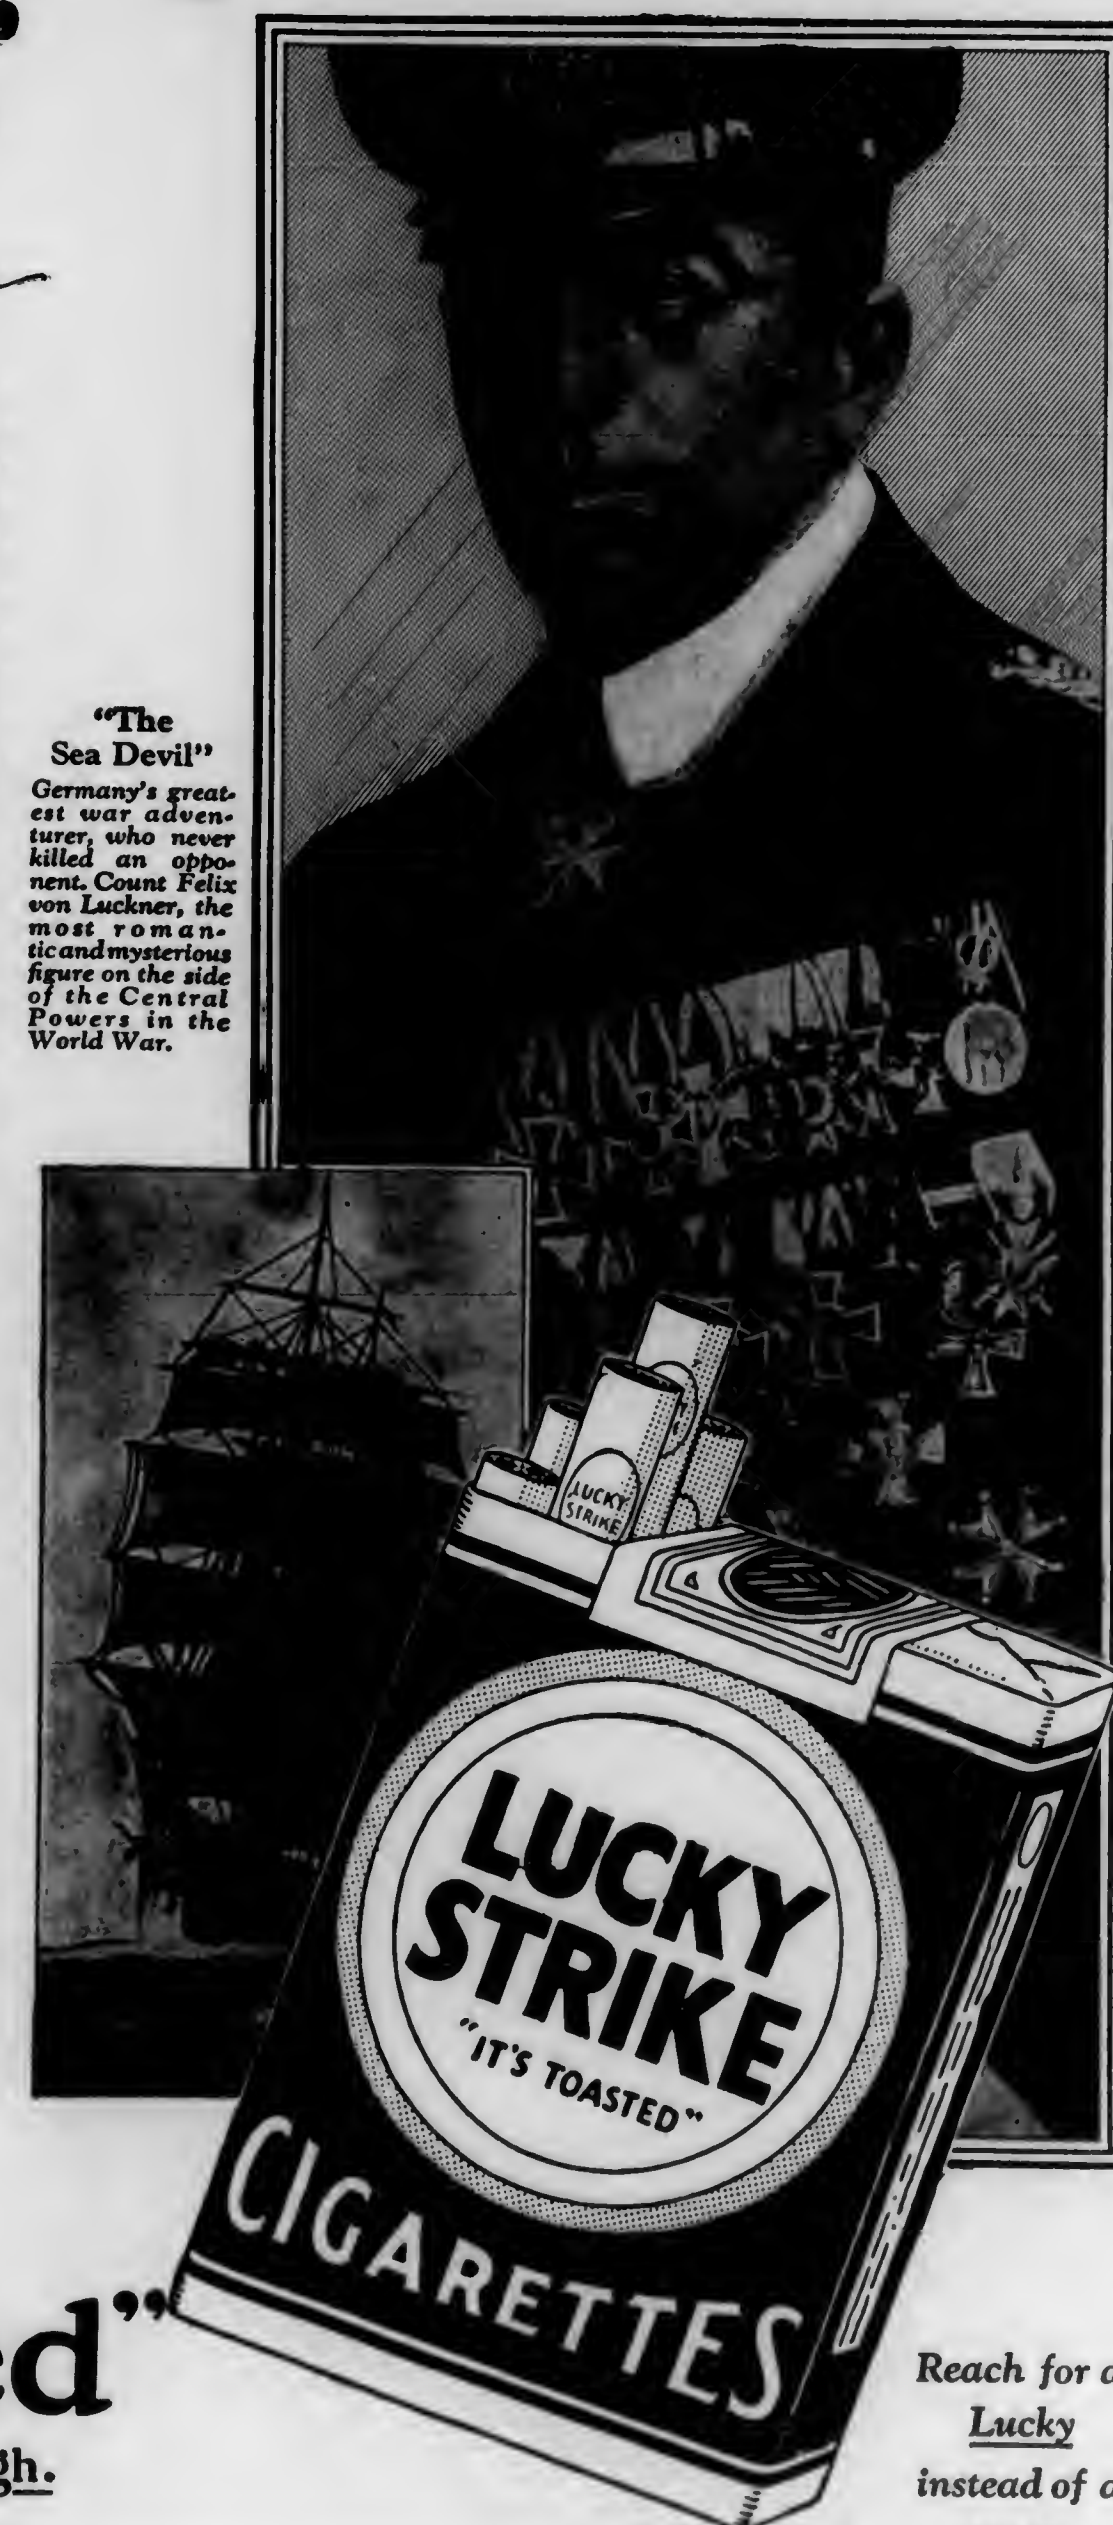 “The
Sea Devil”
Germany's great-
est war adven-
turer, who never
killed an oppo-
nent. Count Felix
von Luckner, the
most roman-
tic and mysterious
figure on the side
of the Central
Powers in the
World War.
LUCKY
STRIKE
LUCKY
STRIKE
“IT'S TOASTED”
CIGARETTES
ed”
gh.
Reach for a
Lucky
instead of a